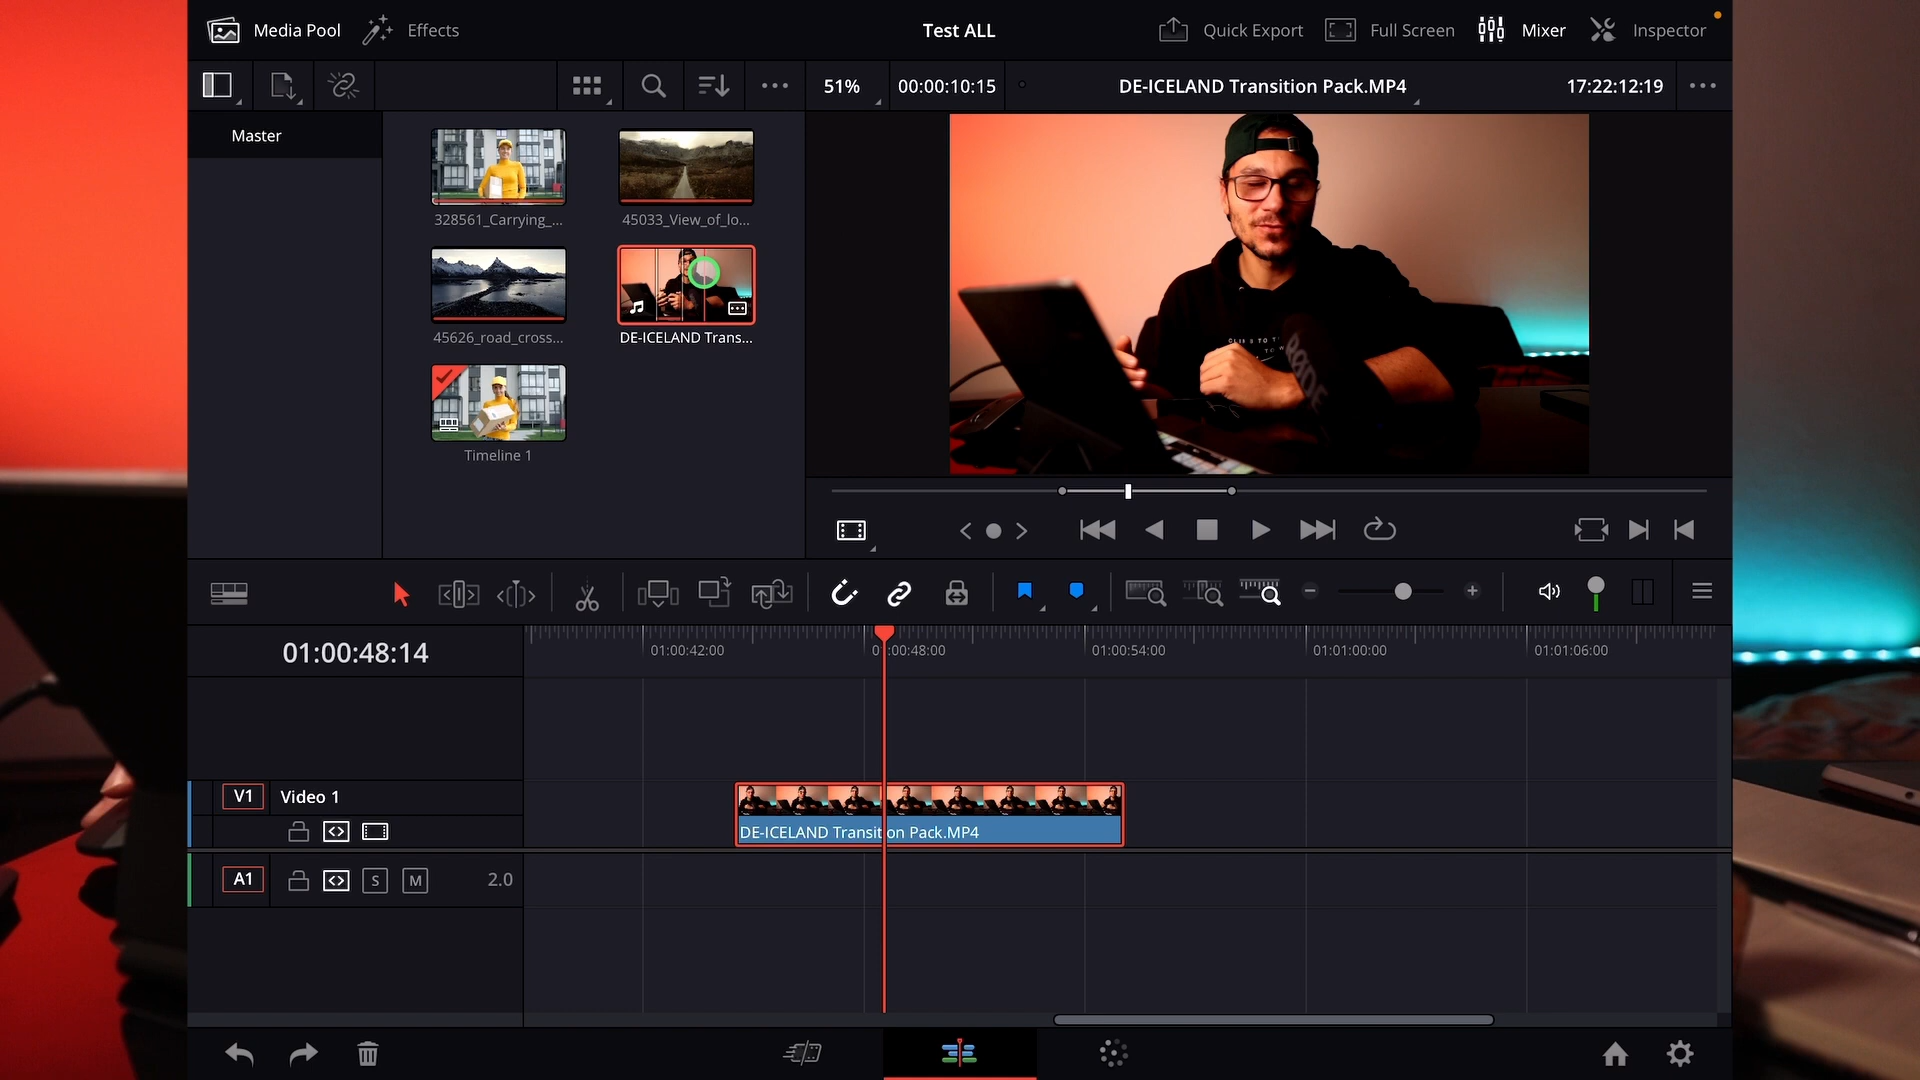 Media Pool
Effects
Test ALL
Quick Export
Full Screen
Mixer
Inspector
51%
00:00:10:15
DE-ICELAND Transition Pack.MP4
17:22:12:19
Master
328561_Carrying_...
45033_View_of_lo...
45626_road_cross...
DE-ICELAND Trans...
Timeline 1
RØDE
01:00:48:14
01:00:42:00
01:00:48:00
01:00:54:00
01:01:00:00
01:01:06:00
V1
Video 1
DE-ICELAND Transition Pack.MP4
A1
S
M
2.0